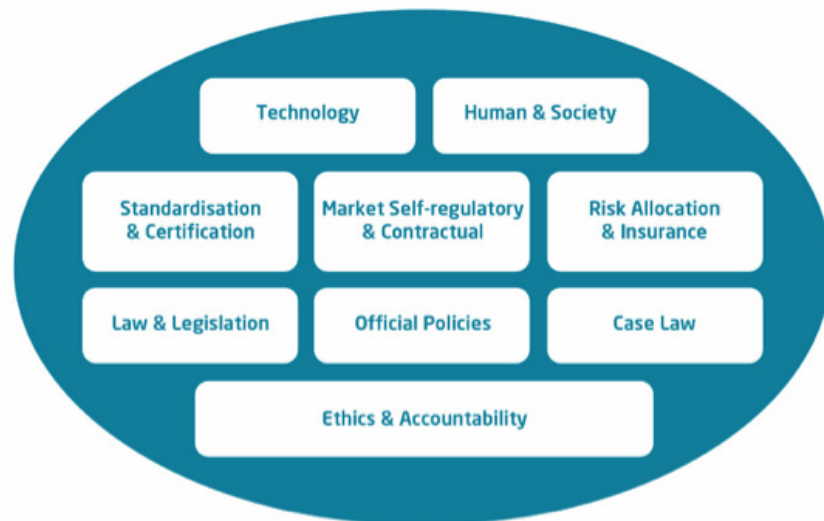 Technology
Human & Society
Standardisation
& Certification
Market Self-regulatory
& Contractual
Risk Allocation
& Insurance
Law & Legislation
Official Policies
Case Law
Ethics & Accountability